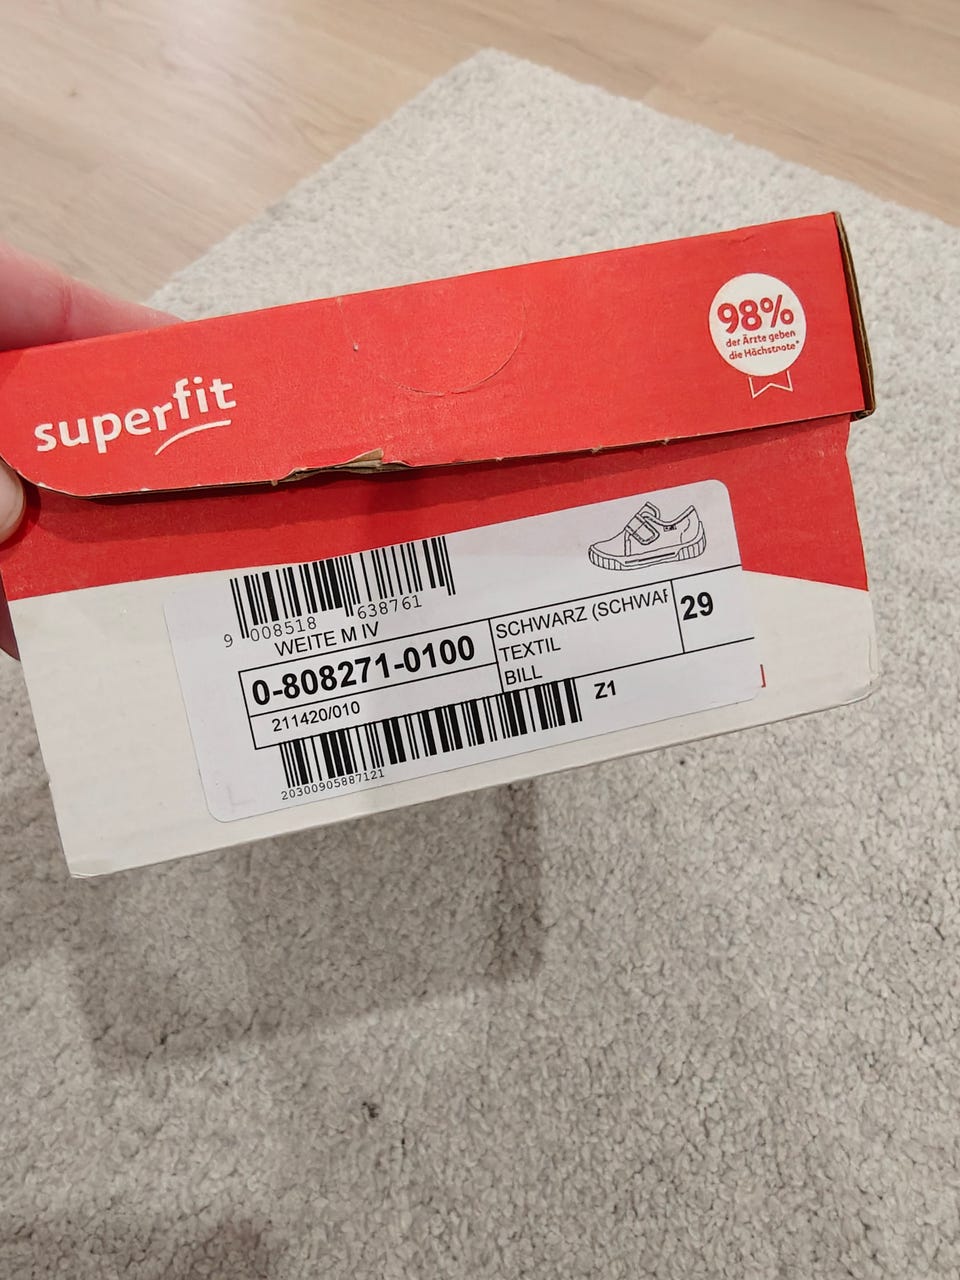 superfit
98%
der Ärzte geben
die Höchstnote*
9 008518 638761
WEITE M IV
0-808271-0100
211420/010
SCHWARZ (SCHWAR
TEXTIL
BILL
29
Z1
20300905887121